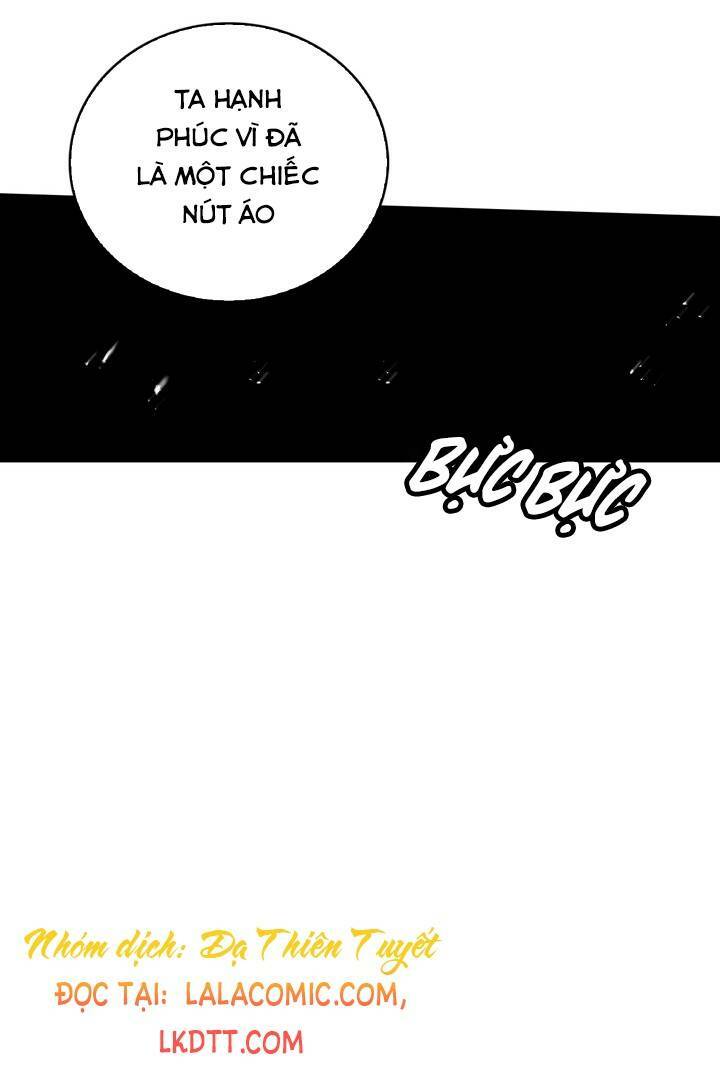 TA HẠNH
PHÚC VÌ ĐÃ
LÀ MỘT CHIẾC
NÚT ÁO
BỰC BỰC
Nhóm dịch: Dạ Thiên Tuyết
ĐỌC TẠI: LALACOMIC.COM,
LKDTT.COM